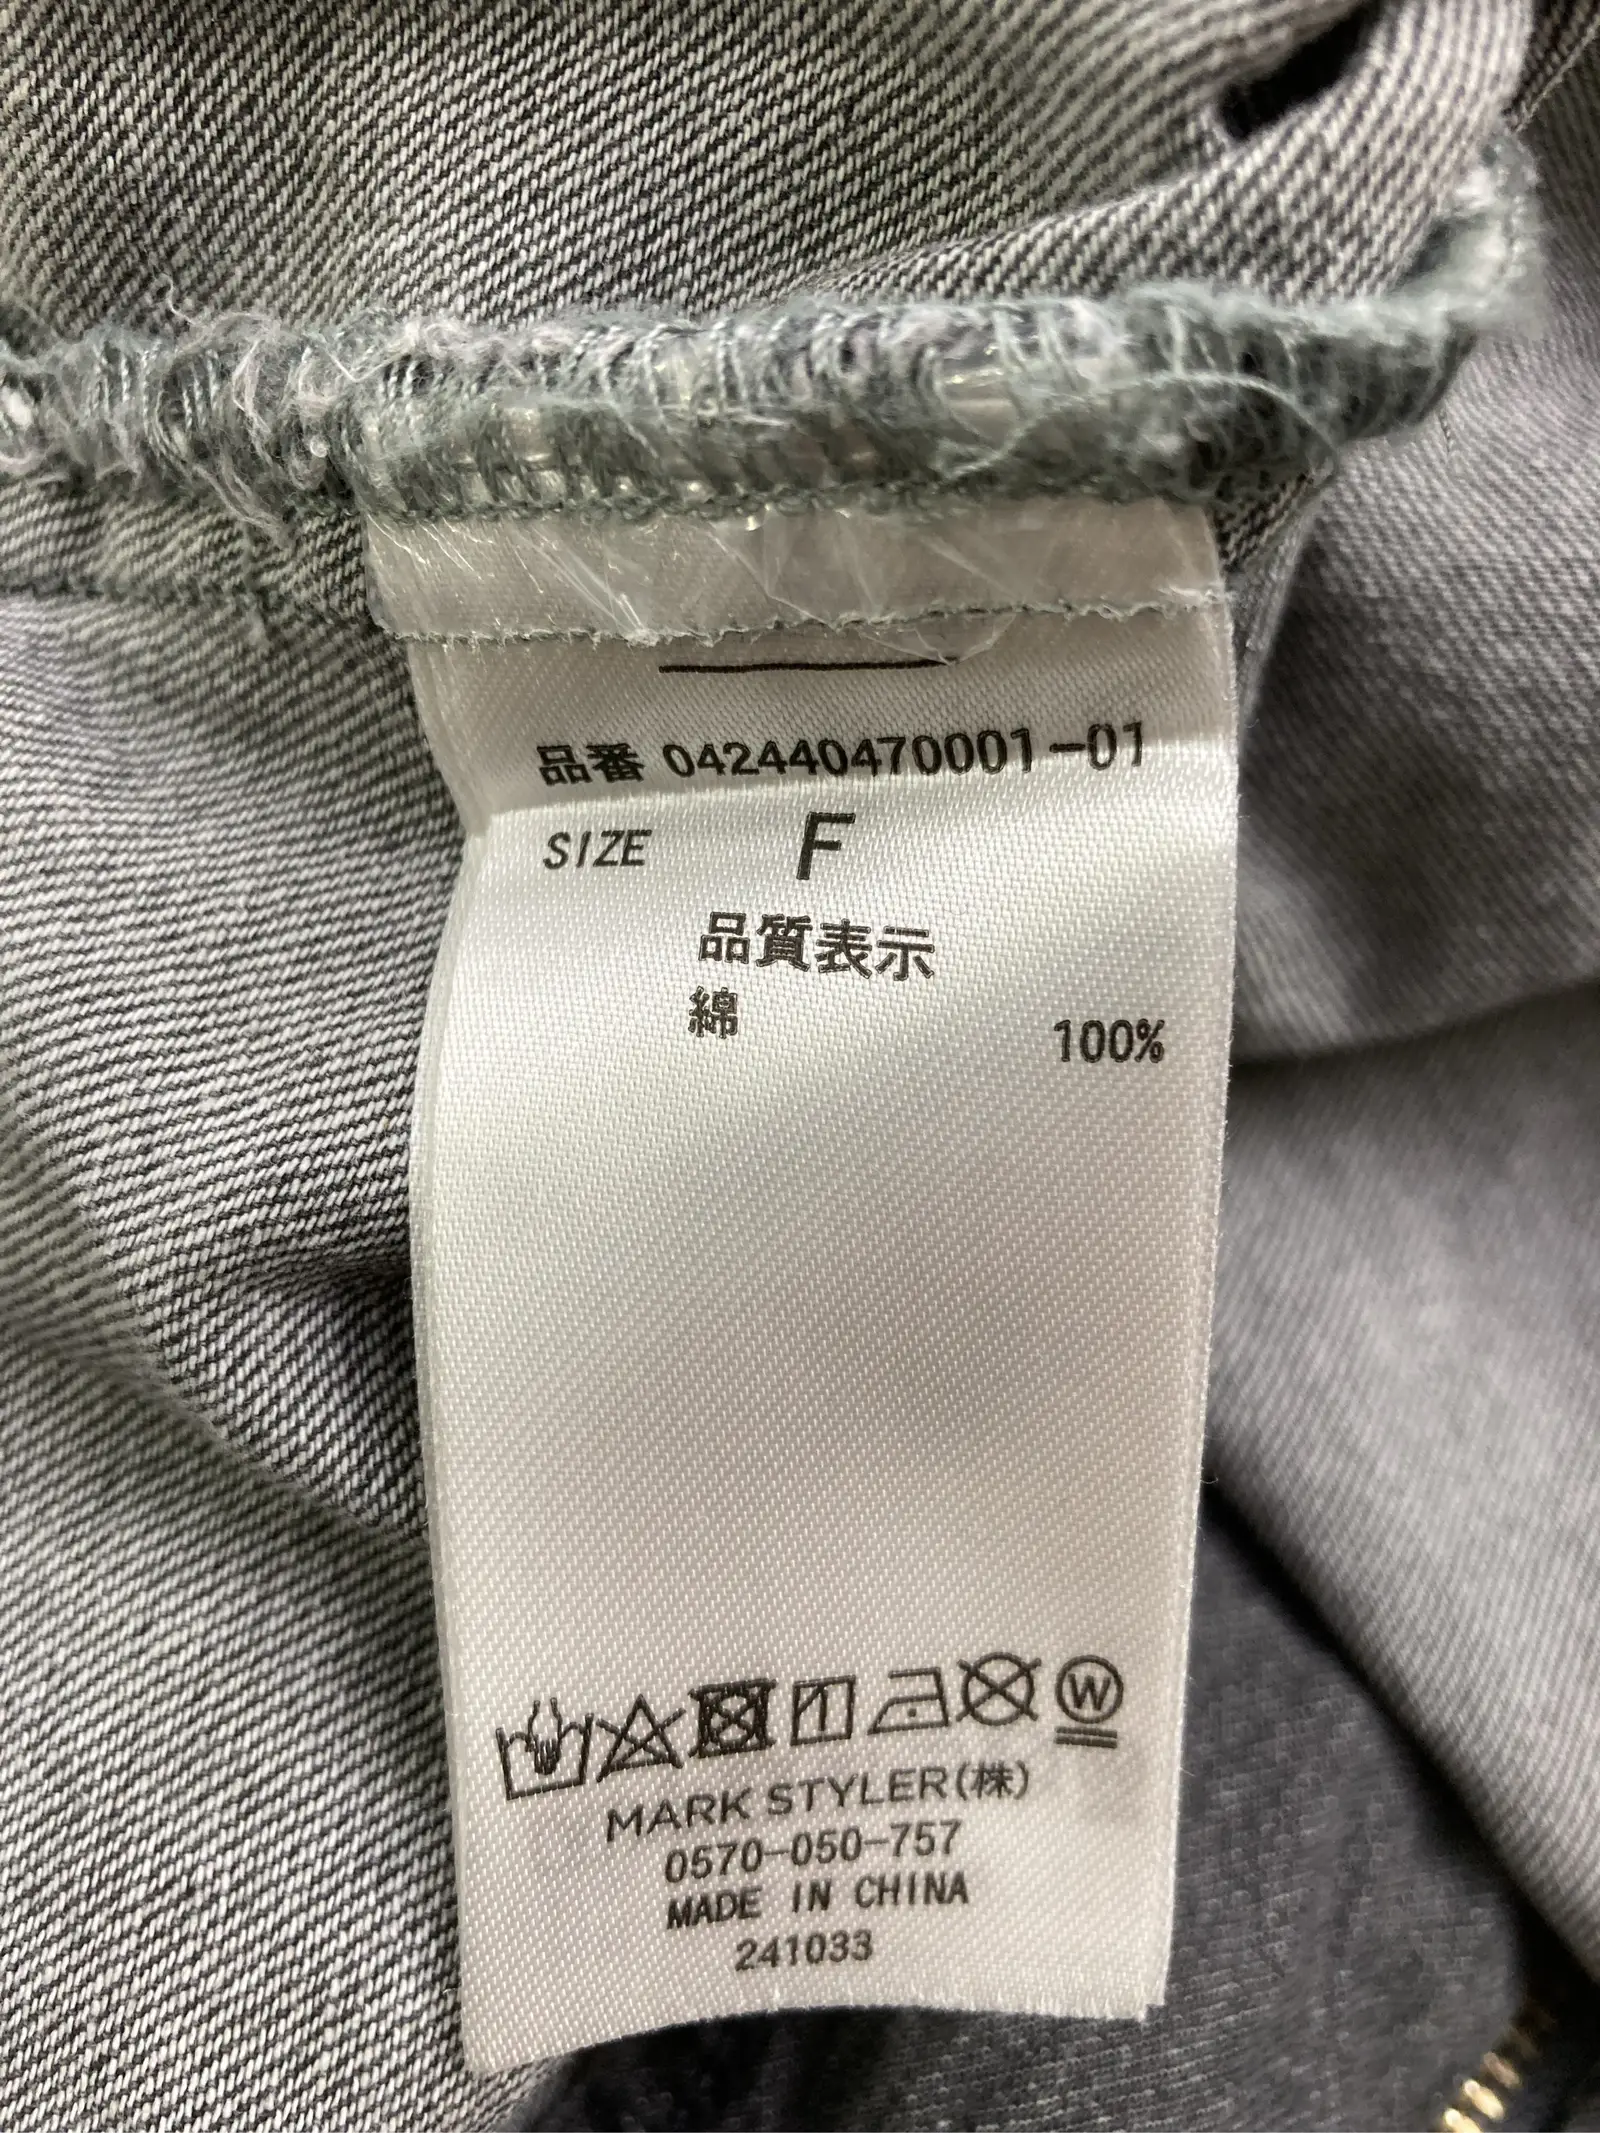 品番 042440470001-01
SIZE F
品質表示
綿 100%
W
MARK STYLER(株)
0570-050-757
MADE IN CHINA
241033